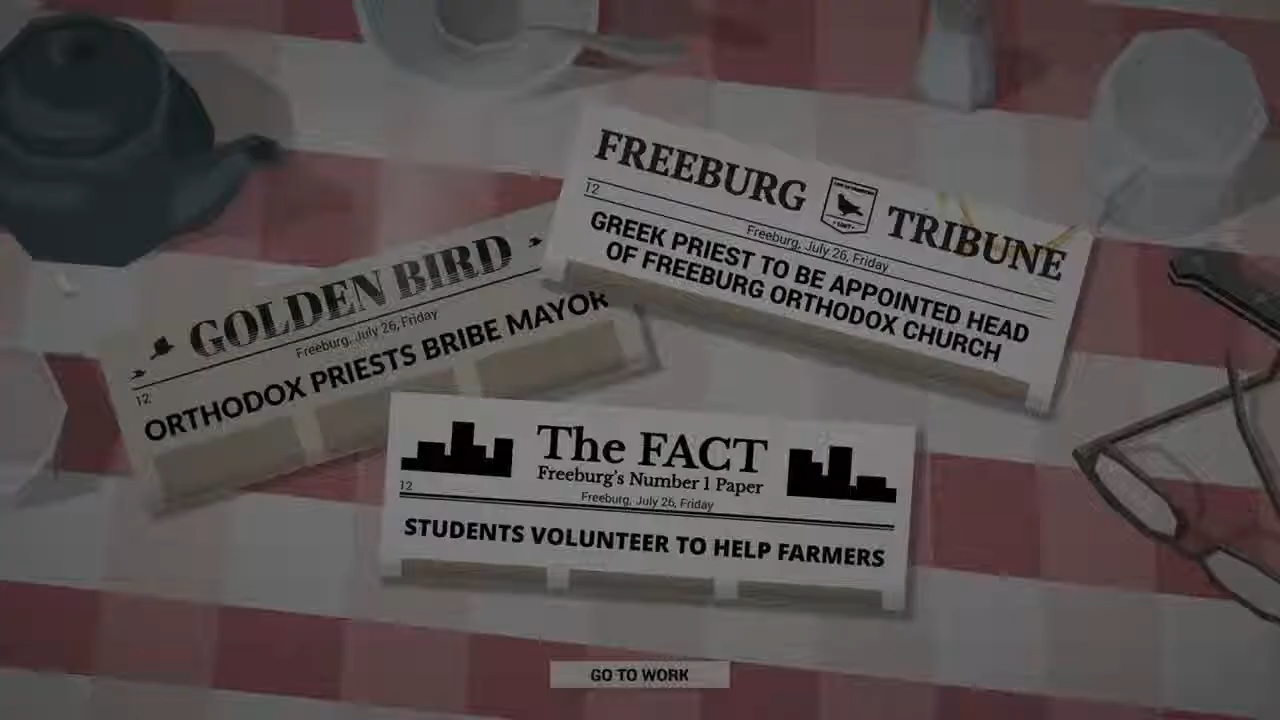 FREEBURG TRIBUNE
12
Freeburg, July 26, Friday
GREEK PRIEST TO BE APPOINTED HEAD
OF FREEBURG ORTHODOX CHURCH
GOLDEN BIRD
Freeburg, July 26, Friday
12
ORTHODOX PRIESTS BRIBE MAYOR
The FACT
Freeburg's Number 1 Paper
12
Freeburg, July 26, Friday
STUDENTS VOLUNTEER TO HELP FARMERS
GO TO WORK